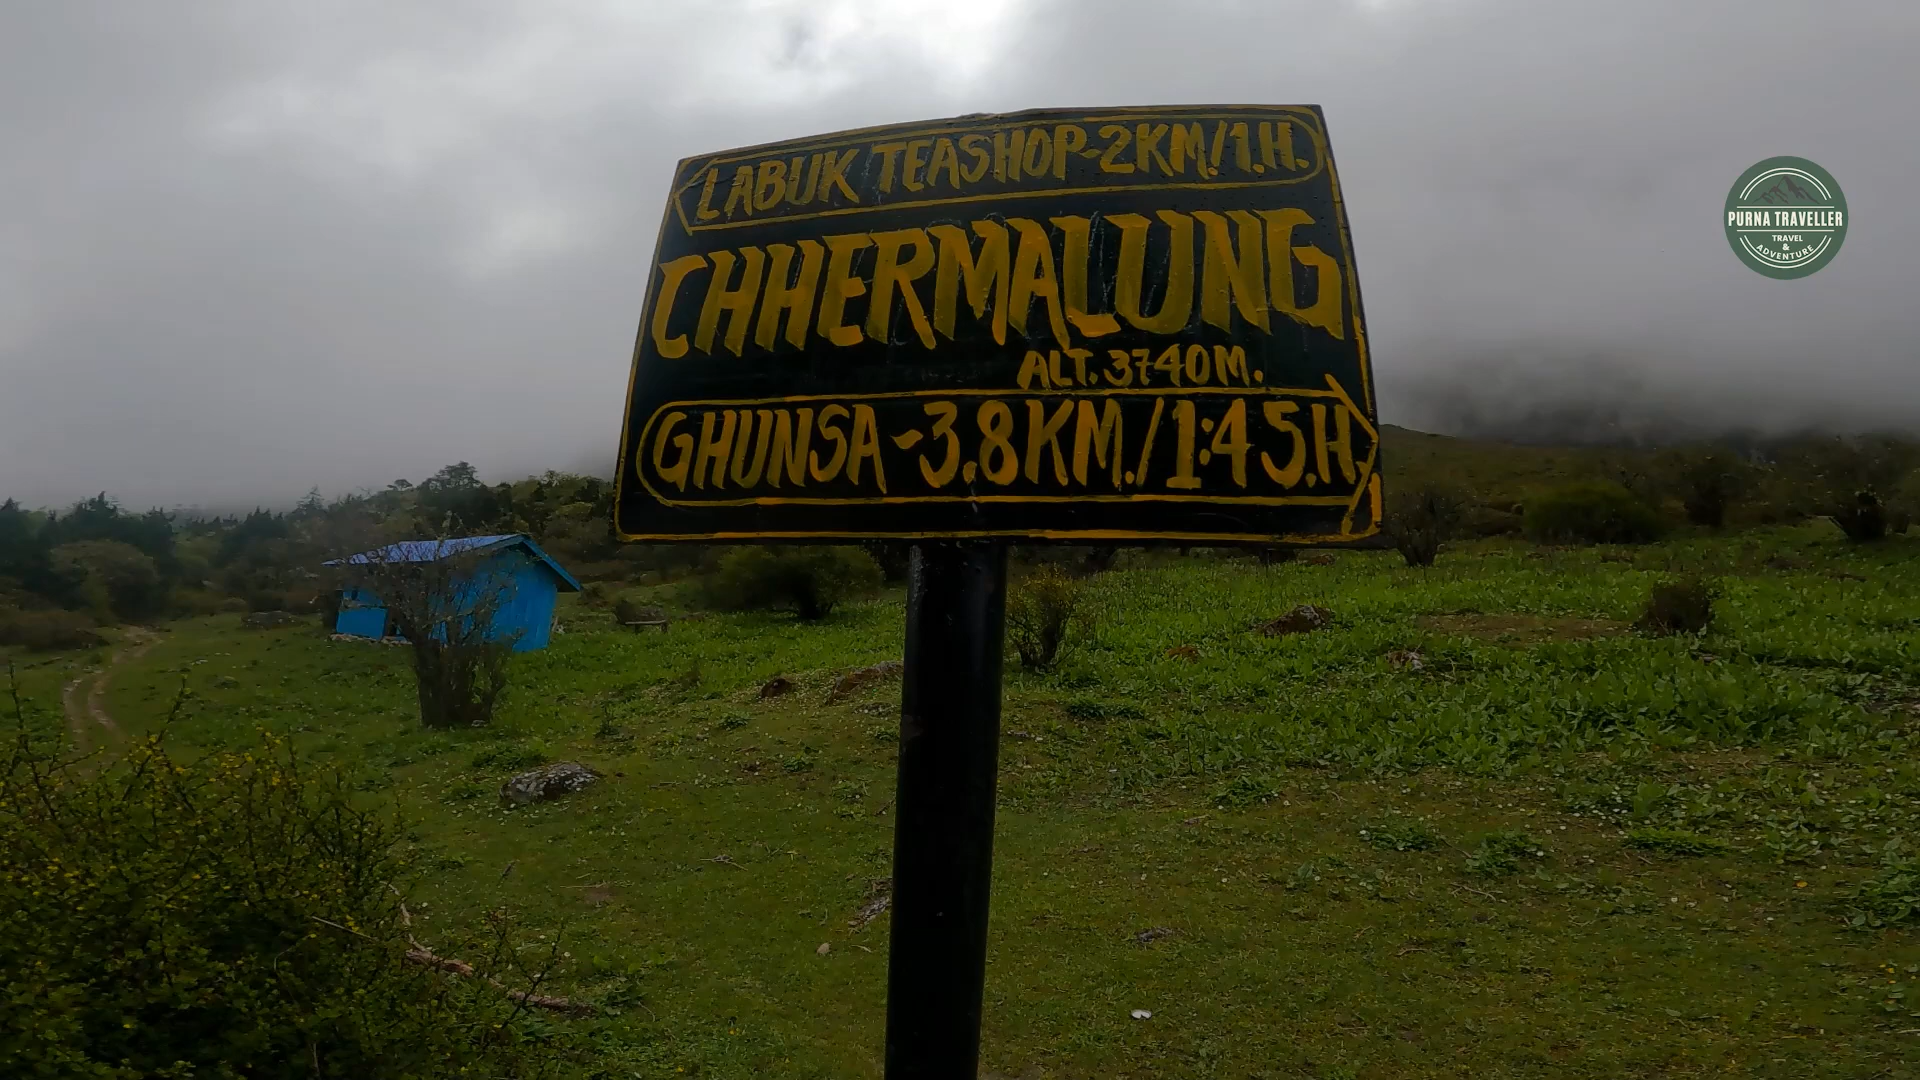 LABUK TEASHOP-2KM./1.H.
CHHERMALUNG
ALT. 3740M.
GHUNSA-3.8KM./1:45.H
PURNA TRAVELLER
TRAVEL
&
ADVENTURE